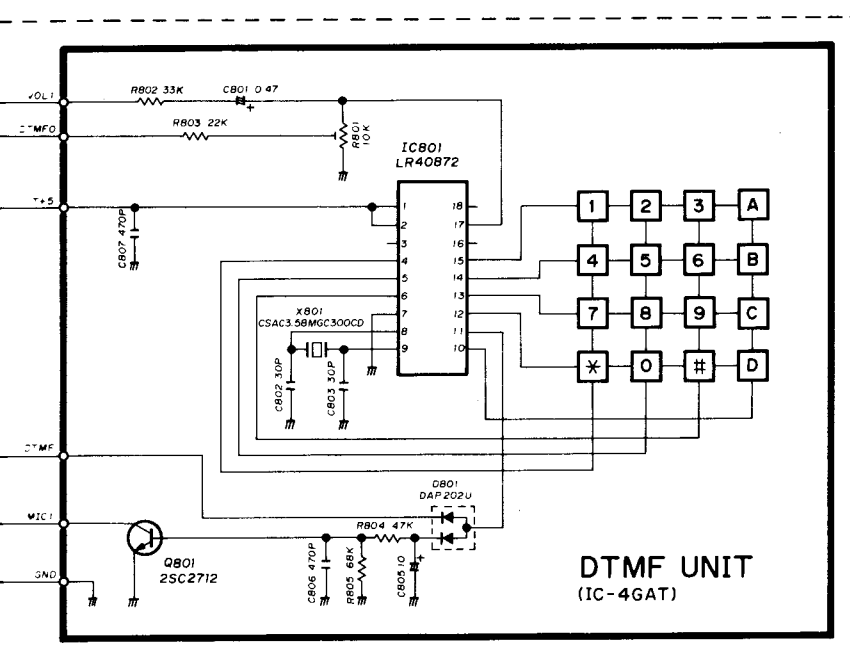 R802 33K
C801 0.47
+
R803 22K
R801
10K
IC801
LR40872
T+5
C807 470P
1
2
3
4
5
6
7
8
9
18
17
16
15
14
13
12
11
10
1 2 3 A
4 5 6 B
7 8 9 C
* 0 # D
X801
CSAC3.58MGC300CD
C802 30P
C803 30P
D801
DAP202U
MIC1
R804 47K
Q801
2SC2712
C806 470P
R805 68K
C805 10
+
GND
DTMF UNIT
(IC-4GAT)